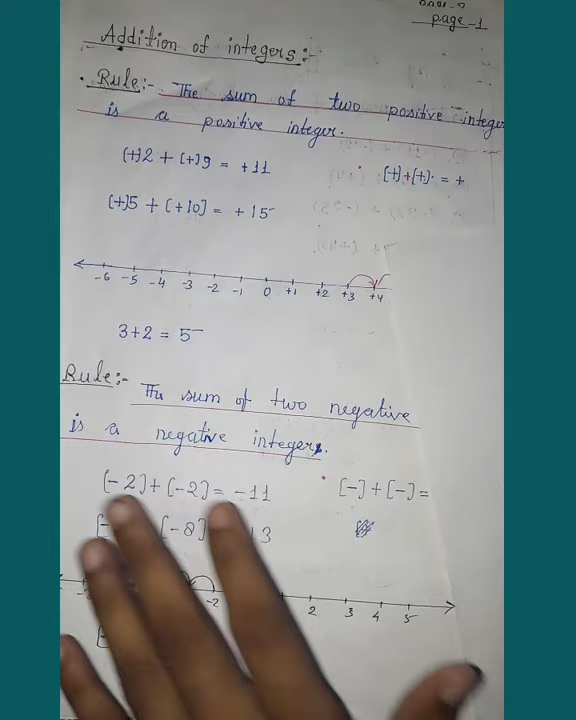 page-1
Addition of integers:-
• Rule:- The sum of two positive integer
is a positive integer.
(+)2 + (+)9 = +11
(+)+(+) = +
(+)5 + (+10) = + 15
-6 -5 -4 -3 -2 -1 0 +1 +2 +3 +4
3+2 = 5
Rule:- The sum of two negative
is a negative integer.
(-2)+(-2) = -11
(-)+(-) =
(-8) 13
-2 2 3 4 5